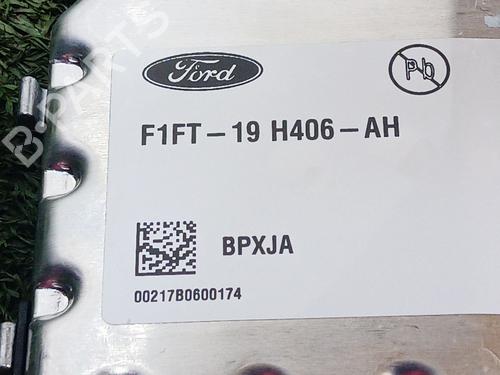 Ford
Pb
F1FT-19 H406-AH
BPXJA
00217B0600174
B-PARTS